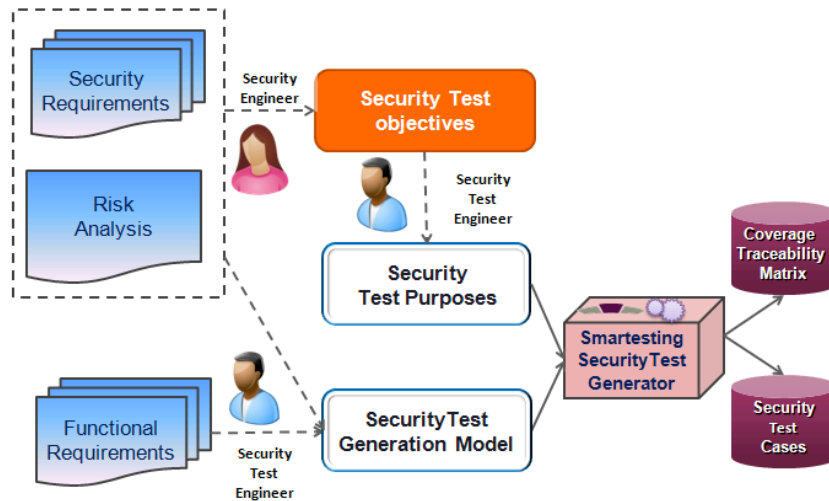 Security
Requirements
Risk
Analysis
Security
Engineer
Security Test
objectives
Security
Test
Engineer
Security
Test Purposes
Coverage
Traceability
Matrix
Smartesting
SecurityTest
Generator
Functional
Requirements
Security
Test
Engineer
SecurityTest
Generation Model
Security
Test
Cases